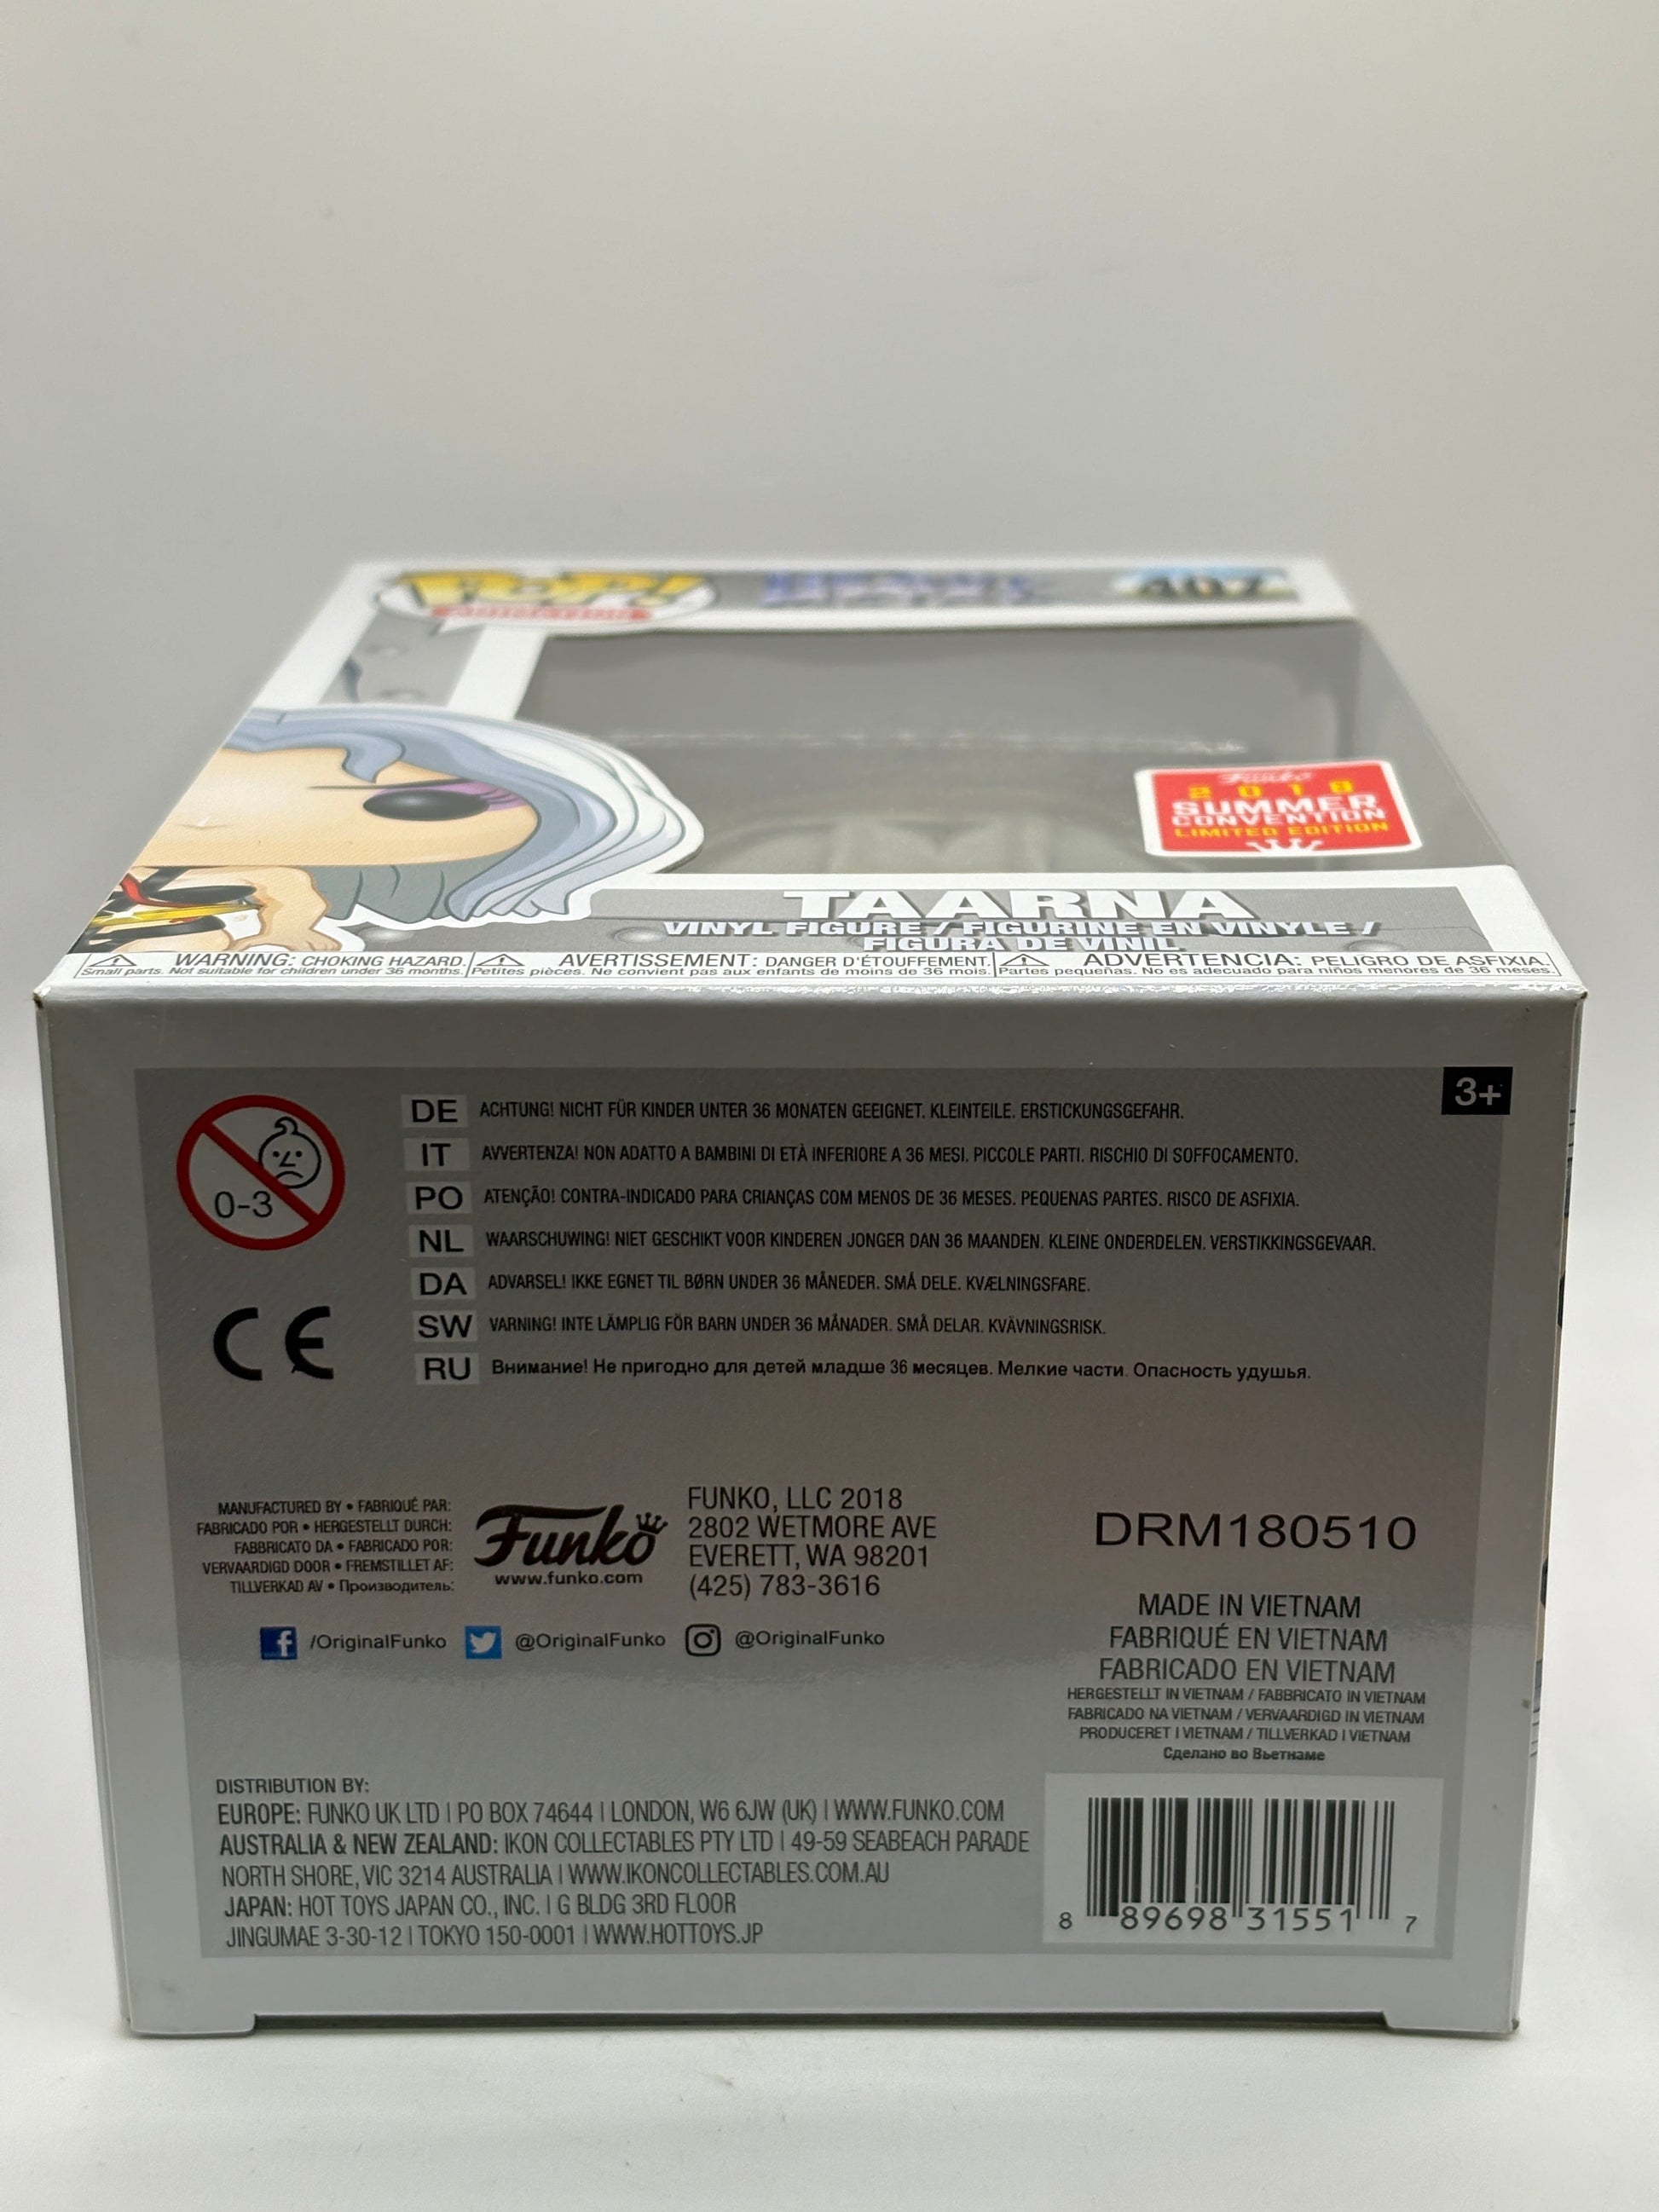 POP!
407
Funko
2018
SUMMER
CONVENTION
LIMITED EDITION
TAARNA
VINYL FIGURE / FIGURINE EN VINYLE /
FIGURA DE VINIL
WARNING: CHOKING HAZARD.
Small parts. Not suitable for children under 36 months.
AVERTISSEMENT: DANGER D'ÉTOUFFEMENT.
Petites pièces. Ne convient pas aux enfants de moins de 36 mois.
ADVERTENCIA: PELIGRO DE ASFIXIA.
Partes pequeñas. No es adecuado para niños menores de 36 meses.
3+
0-3
DE ACHTUNG! NICHT FÜR KINDER UNTER 36 MONATEN GEEIGNET. KLEINTEILE. ERSTICKUNGSGEFAHR.
IT AVVERTENZA! NON ADATTO A BAMBINI DI ETÀ INFERIORE A 36 MESI. PICCOLE PARTI. RISCHIO DI SOFFOCAMENTO.
PO ATENÇÃO! CONTRA-INDICADO PARA CRIANÇAS COM MENOS DE 36 MESES. PEQUENAS PARTES. RISCO DE ASFIXIA.
NL WAARSCHUWING! NIET GESCHIKT VOOR KINDEREN JONGER DAN 36 MAANDEN. KLEINE ONDERDELEN. VERSTIKKINGSGEVAAR.
DA ADVARSEL! IKKE EGNET TIL BØRN UNDER 36 MÅNEDER. SMÅ DELE. KVÆLNINGSFARE.
SW VARNING! INTE LÄMPLIG FÖR BARN UNDER 36 MÅNADER. SMÅ DELAR. KVÄVNINGSRISK.
RU Внимание! Не пригодно для детей младше 36 месяцев. Мелкие части. Опасность удушья.
CE
MANUFACTURED BY • FABRIQUÉ PAR:
FABRICADO POR • HERGESTELLT DURCH:
FABBRICATO DA • FABRICADO POR:
VERVAARDIGD DOOR • FREMSTILLET AF:
TILLVERKAD AV • Производитель:
Funko
www.funko.com
FUNKO, LLC 2018
2802 WETMORE AVE
EVERETT, WA 98201
(425) 783-3616
/OriginalFunko @OriginalFunko @OriginalFunko
DRM180510
MADE IN VIETNAM
FABRIQUÉ EN VIETNAM
FABRICADO EN VIETNAM
HERGESTELLT IN VIETNAM / FABBRICATO IN VIETNAM
FABRICADO NA VIETNAM / VERVAARDIGD IN VIETNAM
PRODUCERET I VIETNAM / TILLVERKAD I VIETNAM
Сделано во Вьетнаме
DISTRIBUTION BY:
EUROPE: FUNKO UK LTD | PO BOX 74644 | LONDON, W6 6JW (UK) | WWW.FUNKO.COM
AUSTRALIA & NEW ZEALAND: IKON COLLECTABLES PTY LTD | 49-59 SEABEACH PARADE
NORTH SHORE, VIC 3214 AUSTRALIA | WWW.IKONCOLLECTABLES.COM.AU
JAPAN: HOT TOYS JAPAN CO., INC. | G BLDG 3RD FLOOR
JINGUMAE 3-30-12 | TOKYO 150-0001 | WWW.HOTTOYS.JP
8 89698 31551 7